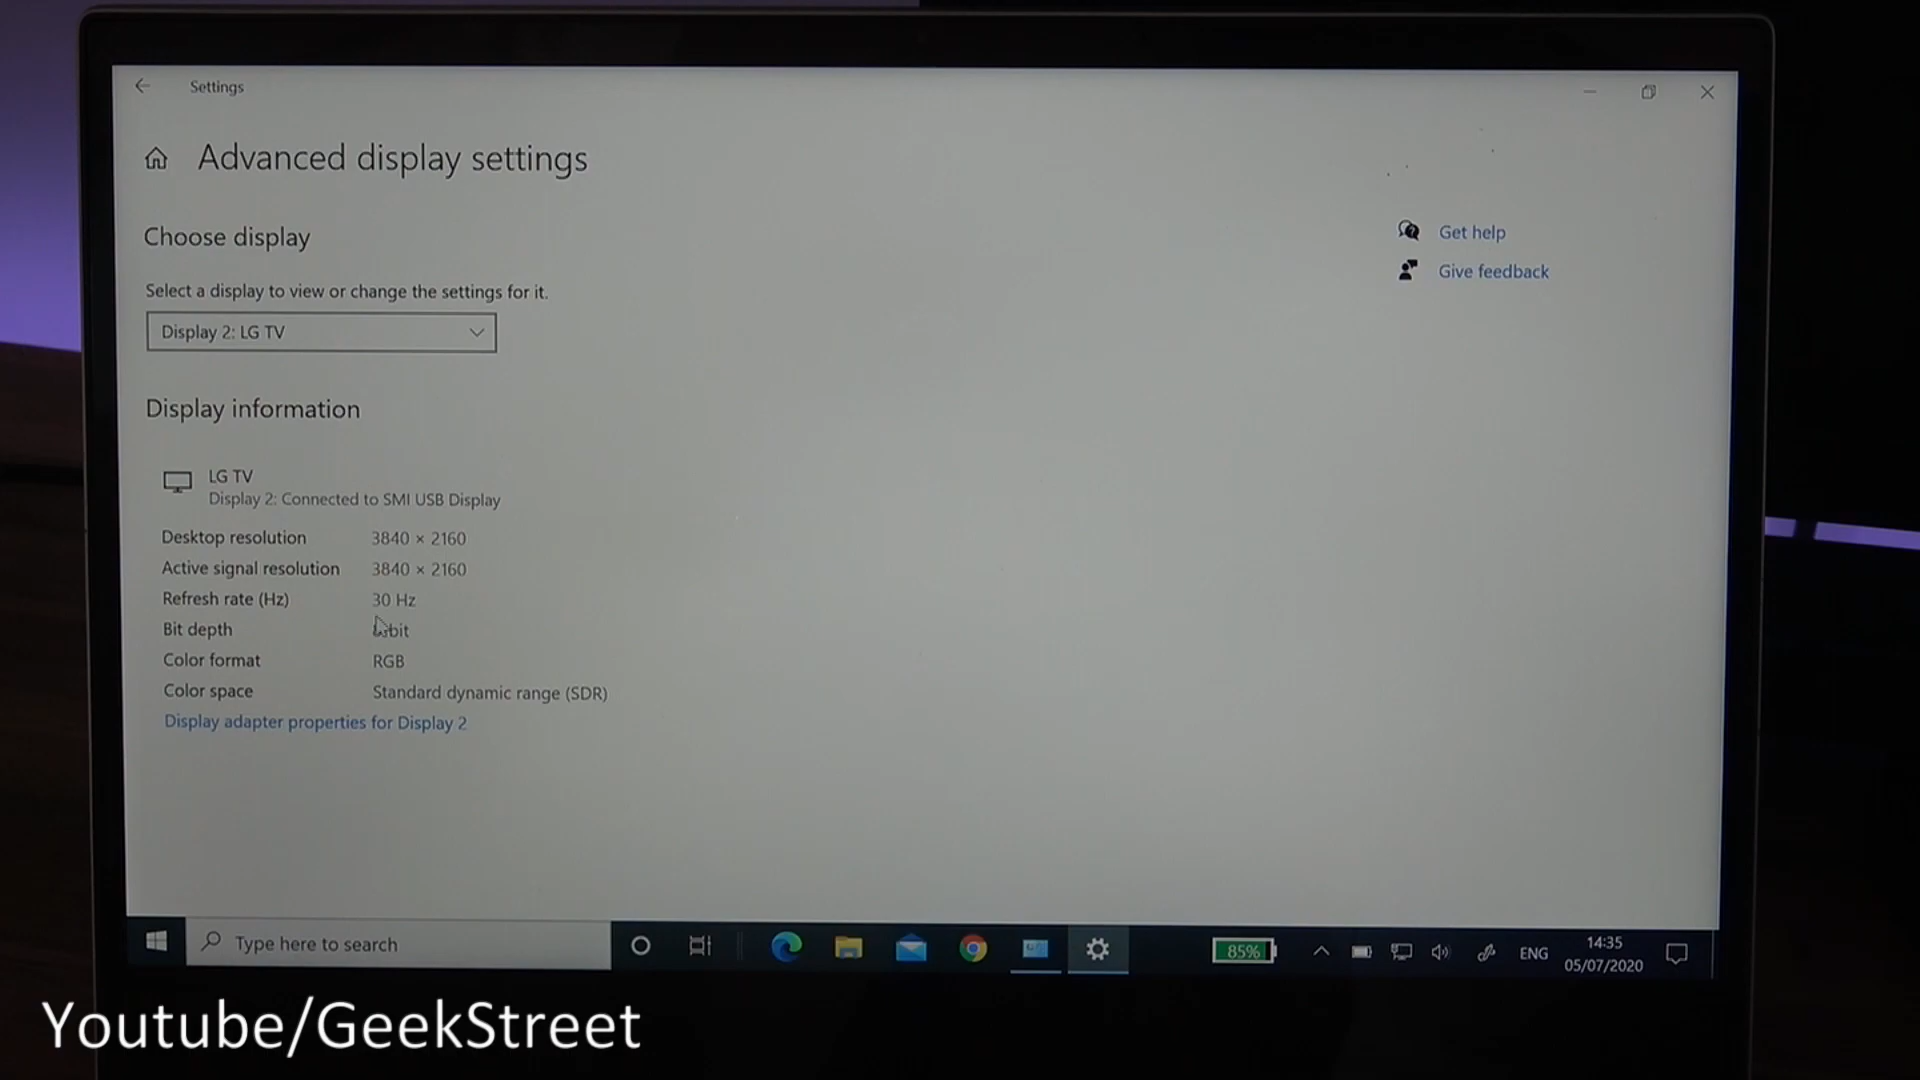 Settings
Advanced display settings
Choose display
Select a display to view or change the settings for it.
Display 2: LG TV
Get help
Give feedback
Display information
LG TV
Display 2: Connected to SMI USB Display
Desktop resolution 3840 × 2160
Active signal resolution 3840 × 2160
Refresh rate (Hz) 30 Hz
Bit depth
Color format RGB
Color space Standard dynamic range (SDR)
Display adapter properties for Display 2
Type here to search
85%
ENG
14:35
05/07/2020
Youtube/GeekStreet